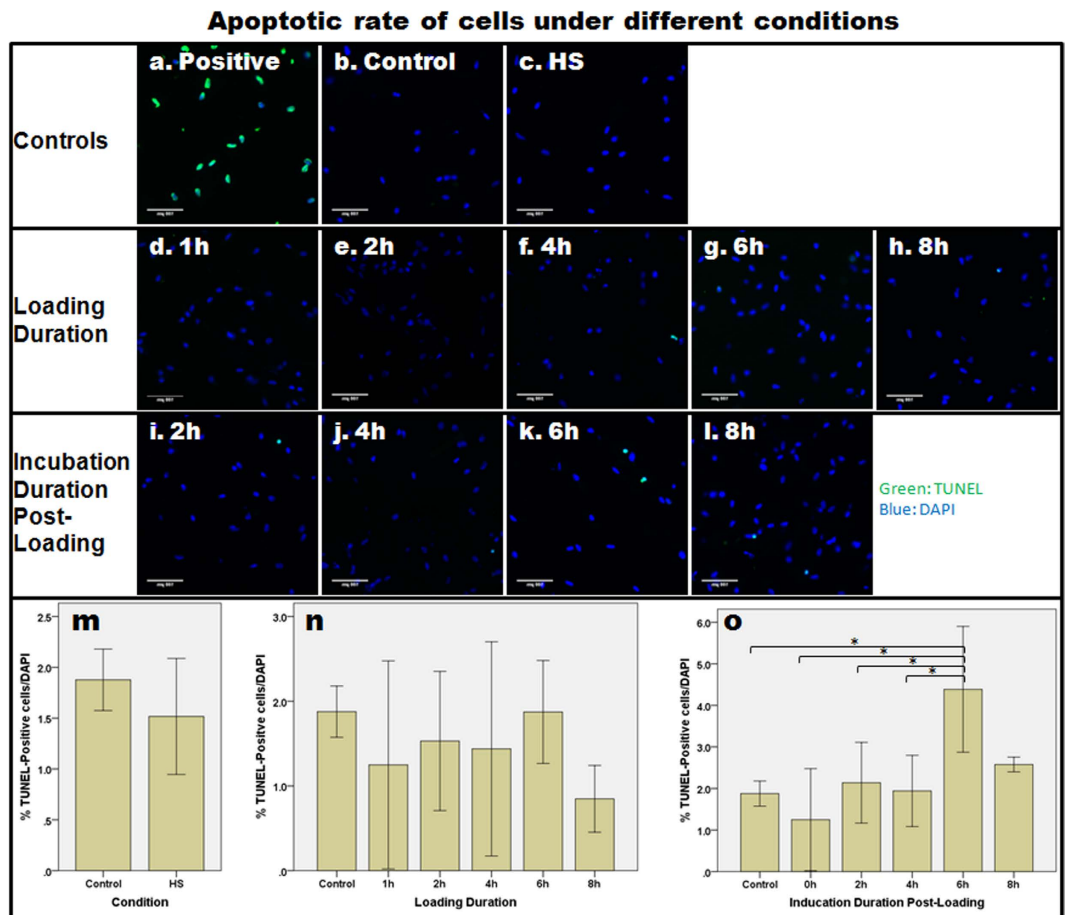 Apoptotic rate of cells under different conditions
a. Positive
b. Control
c. HS
Controls
d. 1h
e. 2h
f. 4h
g. 6h
h. 8h
Loading
Duration
i. 2h
j. 4h
k. 6h
l. 8h
Incubation
Duration
Post-
Loading
Green: TUNEL
Blue: DAPI
m
% TUNEL-Positive cells/DAPI
2.5
2.0
1.5
1.0
.5
.0
Control
HS
Condition
n
% TUNEL-Positve cells/DAPI
3.0
2.0
1.0
.0
Control
1h
2h
4h
6h
8h
Loading Duration
o
% TUNEL-Positive cells/DAPI
6.0
5.0
4.0
3.0
2.0
1.0
.0
*
*
*
*
Control
0h
2h
4h
6h
8h
Inducation Duration Post-Loading